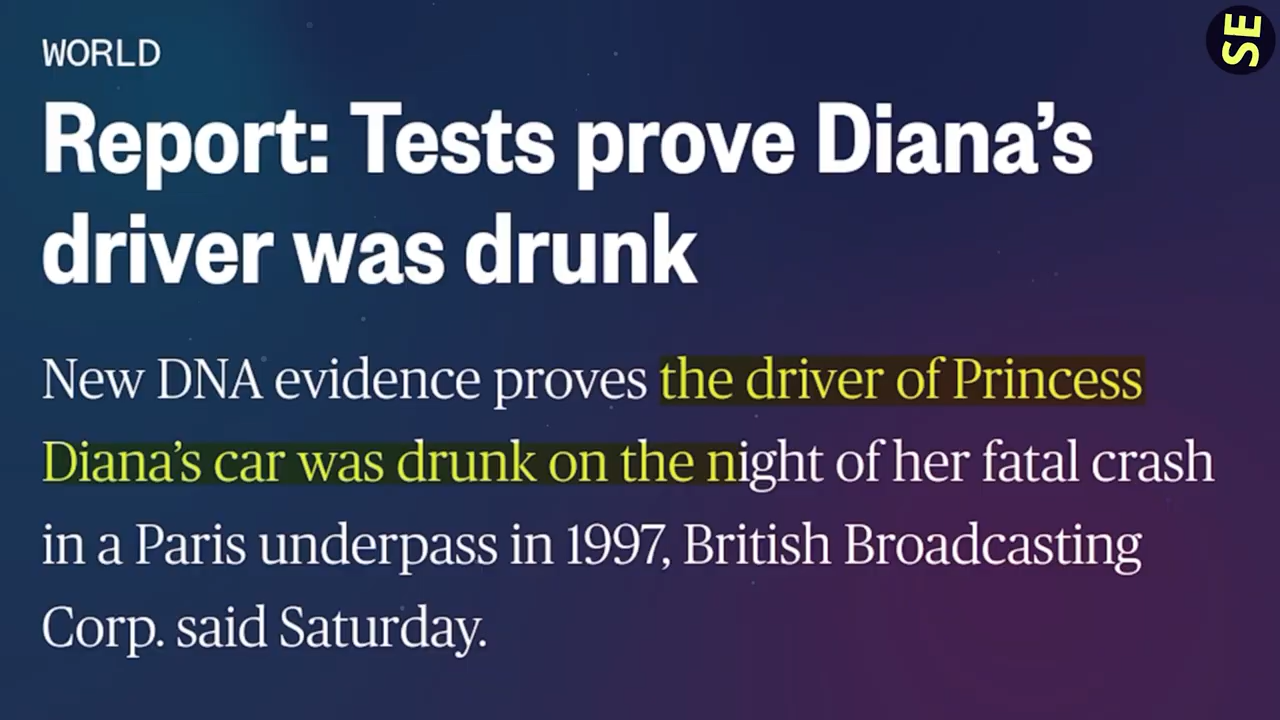 WORLD
SE
Report: Tests prove Diana’s
driver was drunk
New DNA evidence proves the driver of Princess
Diana’s car was drunk on the night of her fatal crash
in a Paris underpass in 1997, British Broadcasting
Corp. said Saturday.